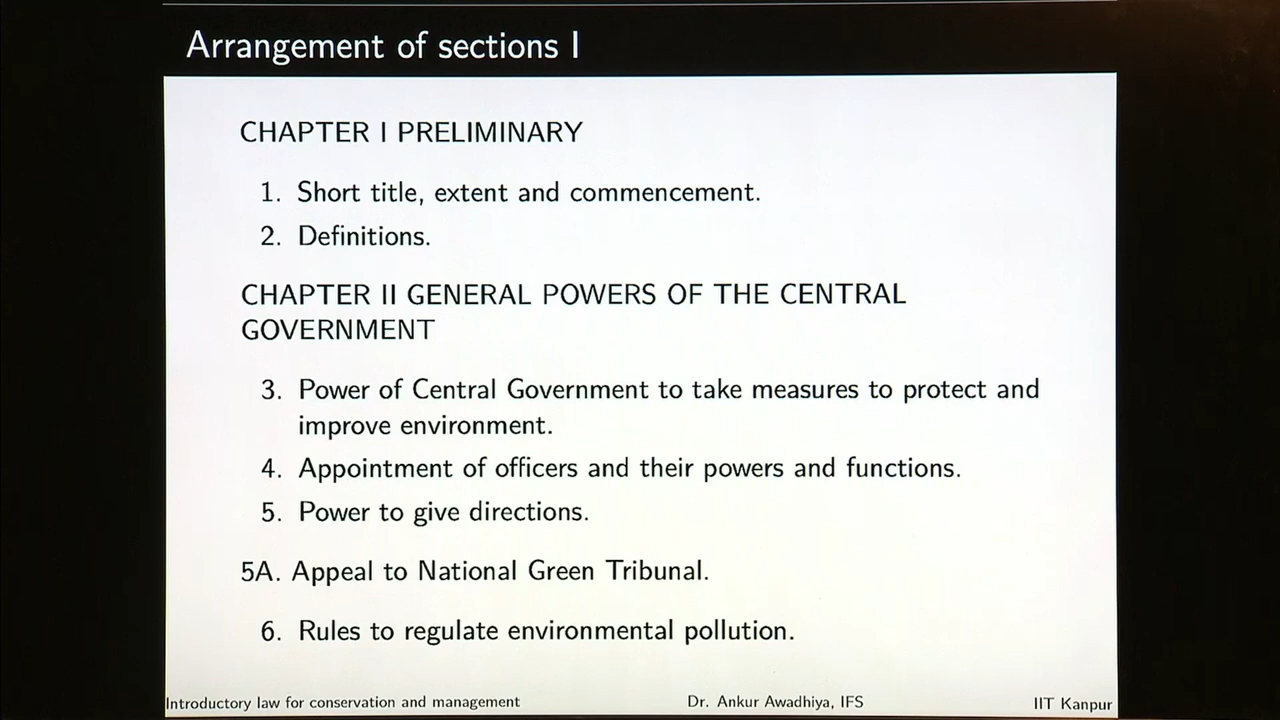 Arrangement of sections I
CHAPTER I PRELIMINARY
1. Short title, extent and commencement.
2. Definitions.
CHAPTER II GENERAL POWERS OF THE CENTRAL
GOVERNMENT
3. Power of Central Government to take measures to protect and
improve environment.
4. Appointment of officers and their powers and functions.
5. Power to give directions.
5A. Appeal to National Green Tribunal.
6. Rules to regulate environmental pollution.
Introductory law for conservation and management Dr. Ankur Awadhiya, IFS IIT Kanpur